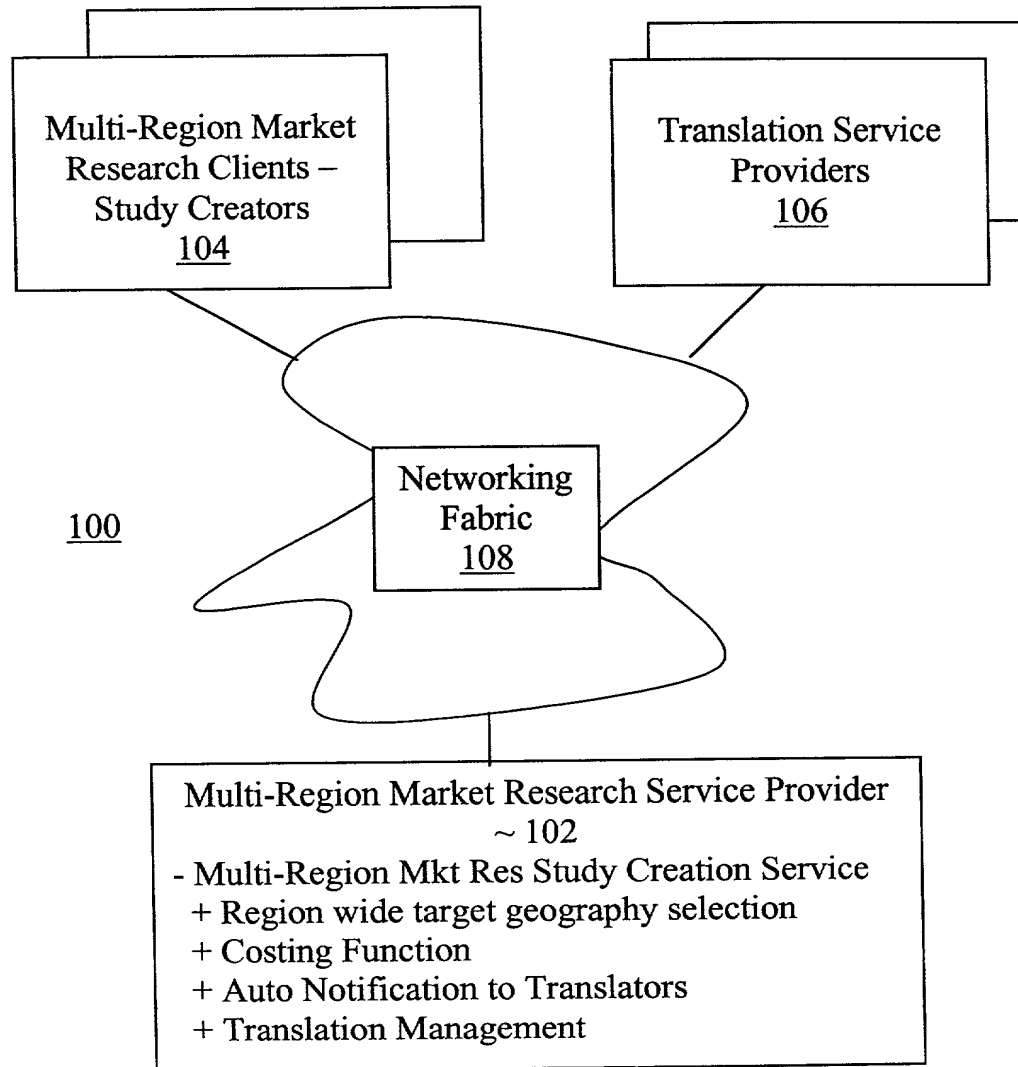 Multi-Region Market
Research Clients –
Study Creators
104
Translation Service
Providers
106
Networking
Fabric
108
100
Multi-Region Market Research Service Provider
~ 102
- Multi-Region Mkt Res Study Creation Service
+ Region wide target geography selection
+ Costing Function
+ Auto Notification to Translators
+ Translation Management